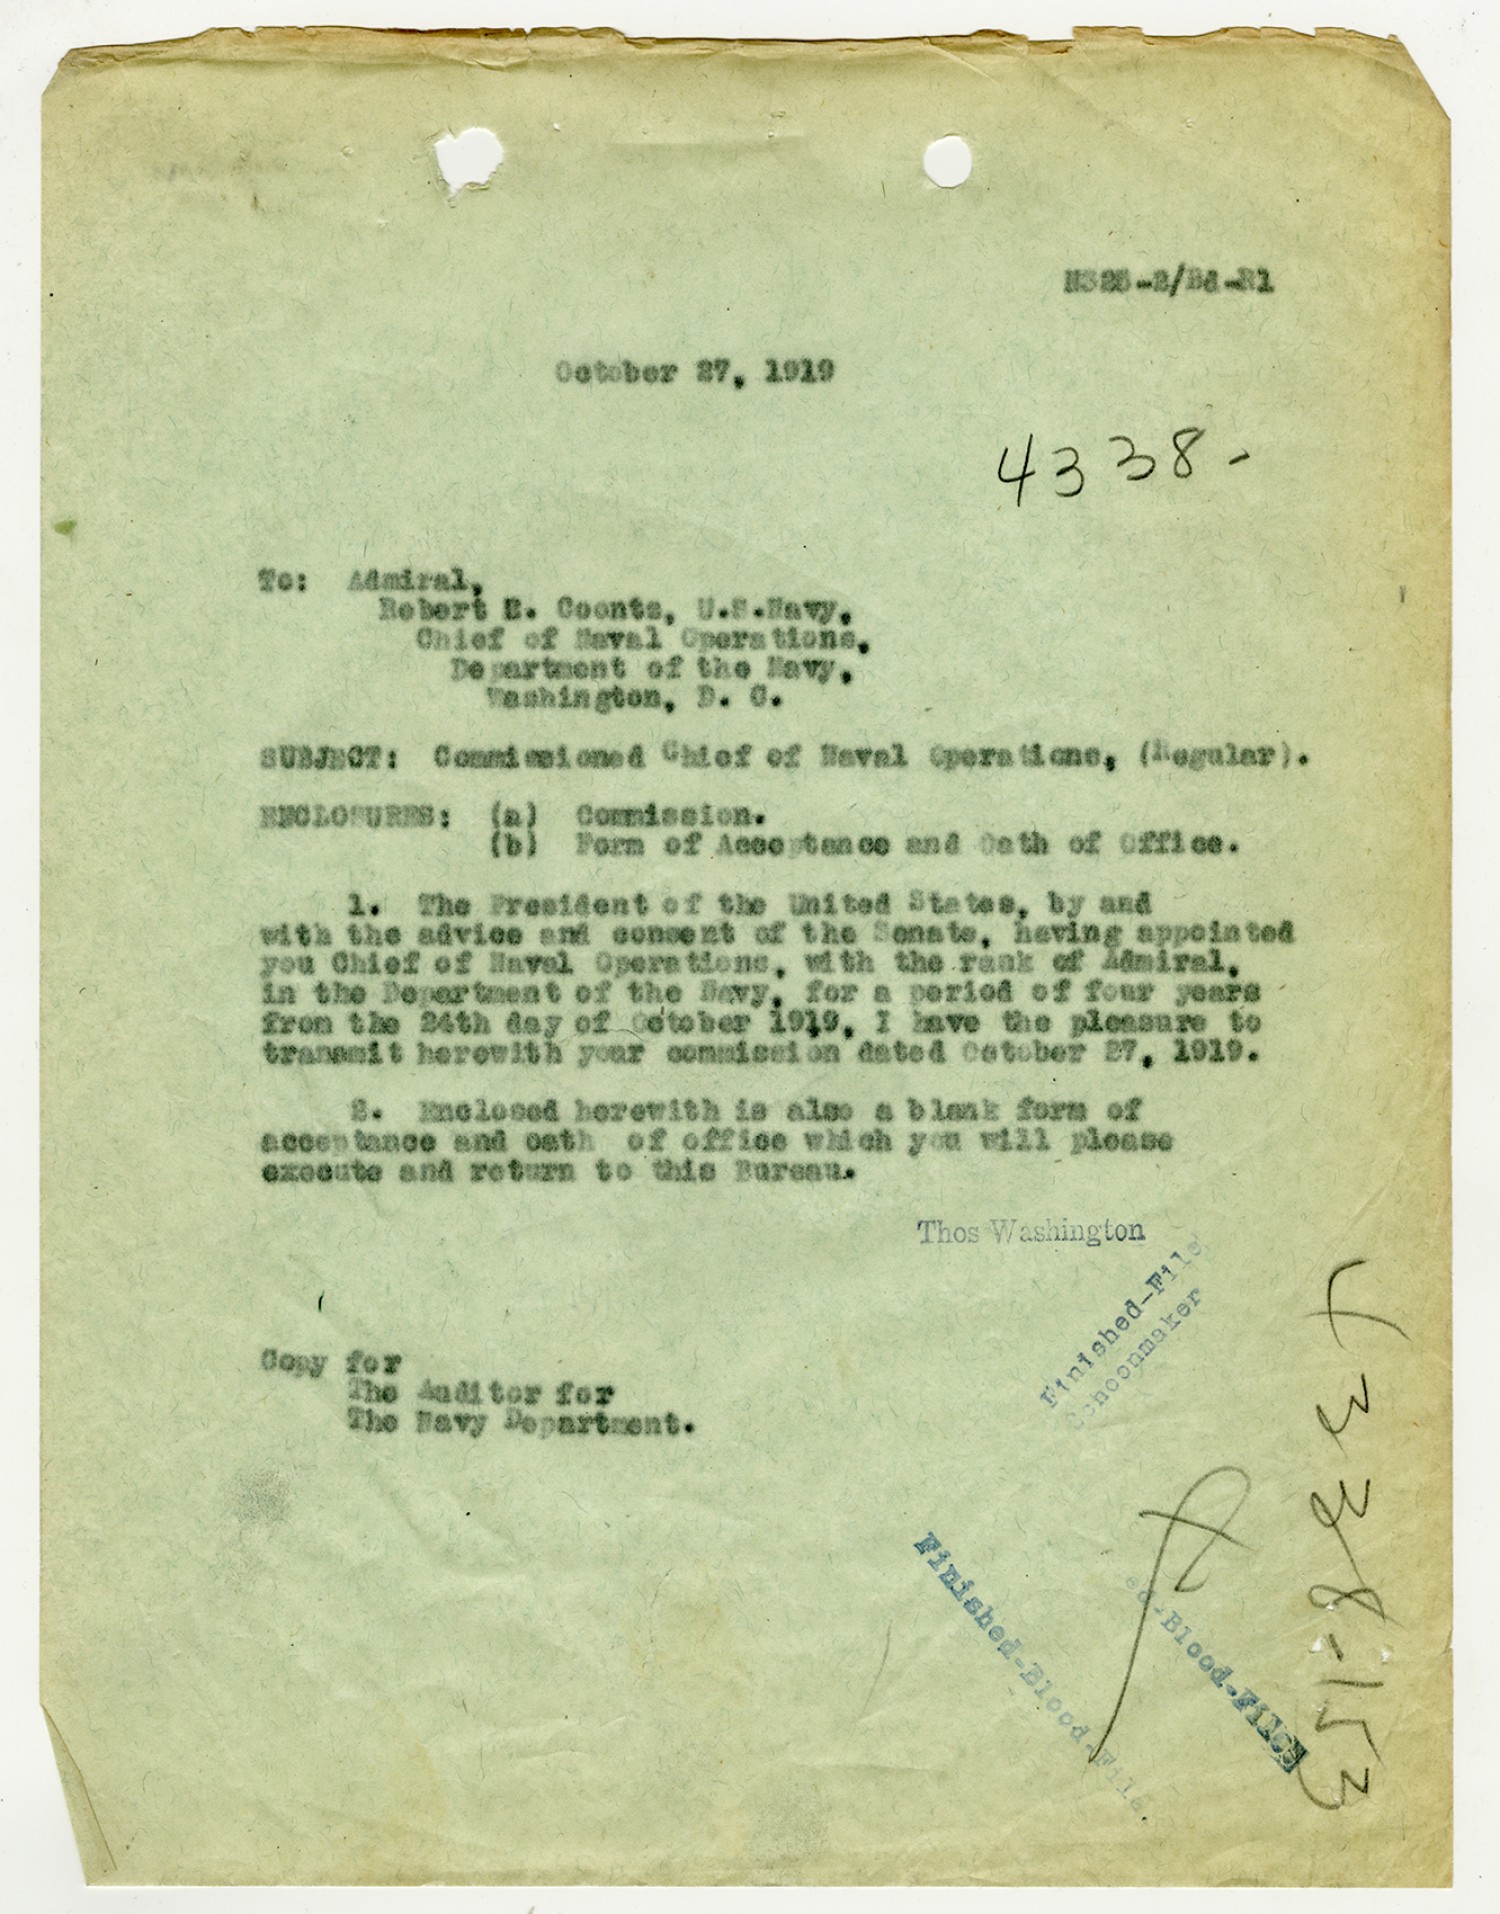 N325-2/Bd-R1
October 27, 1919
4338-
To: Admiral,
Robert E. Coontz, U.S.Navy,
Chief of Naval Operations,
Department of the Navy,
Washington, D. C.
SUBJECT: Commissioned Chief of Naval Operations, (Regular).
ENCLOSURES: (a) Commission.
(b) Form of Acceptance and Oath of Office.
1. The President of the United States, by and
with the advice and consent of the Senate, having appointed
you Chief of Naval Operations, with the rank of Admiral,
in the Department of the Navy, for a period of four years
from the 24th day of October 1919, I have the pleasure to
transmit herewith your commission dated October 27, 1919.
2. Enclosed herewith is also a blank form of
acceptance and oath of office which you will please
execute and return to this Bureau.
Thos Washington
Finished-File
Schoonmaker
Copy for
The Auditor for
The Navy Department.
Finished-Blood-File.
ed-Blood-File